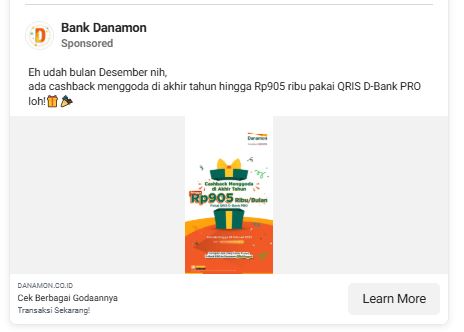 Bank Danamon
Sponsored
Eh udah bulan Desember nih,
ada cashback menggoda di akhir tahun hingga Rp905 ribu pakai QRIS D-Bank PRO
loh!🎁🎉
Danamon
Cashback Menggoda
di Akhir Tahun
Rp905 Ribu/Bulan
Pakai QRIS D-Bank PRO
DANAMON.CO.ID
Cek Berbagai Godaannya
Transaksi Sekarang!
Learn More